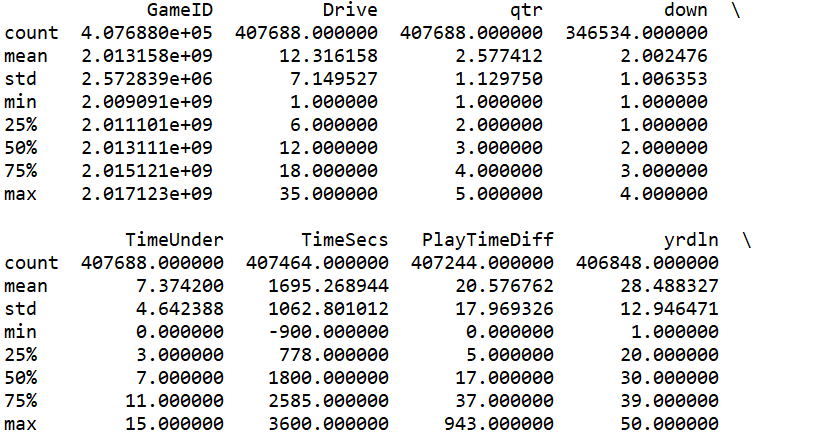 GameID          Drive            qtr           down  \
count  4.076880e+05  407688.000000  407688.000000  346534.000000
mean   2.013158e+09      12.316158       2.577412       2.002476
std    2.572839e+06       7.149527       1.129750       1.006353
min    2.009091e+09       1.000000       1.000000       1.000000
25%    2.011101e+09       6.000000       2.000000       1.000000
50%    2.013111e+09      12.000000       3.000000       2.000000
75%    2.015121e+09      18.000000       4.000000       3.000000
max    2.017123e+09      35.000000       5.000000       4.000000

           TimeUnder       TimeSecs   PlayTimeDiff          yrdln  \
count  407688.000000  407464.000000  407244.000000  406848.000000
mean        7.374200    1695.268944      20.576762      28.488327
std         4.642388    1062.801012      17.969326      12.946471
min         0.000000    -900.000000       0.000000       1.000000
25%         3.000000     778.000000       5.000000      20.000000
50%         7.000000    1800.000000      17.000000      30.000000
75%        11.000000    2585.000000      37.000000      39.000000
max        15.000000    3600.000000     943.000000      50.000000